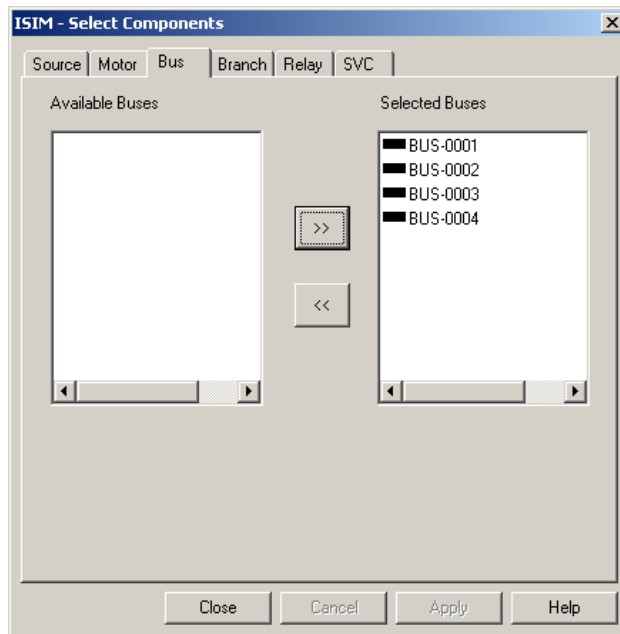 ISIM - Select Components
Source Motor Bus Branch Relay SVC
Available Buses Selected Buses
BUS-0001
BUS-0002
BUS-0003
BUS-0004
>>
<<
Close Cancel Apply Help